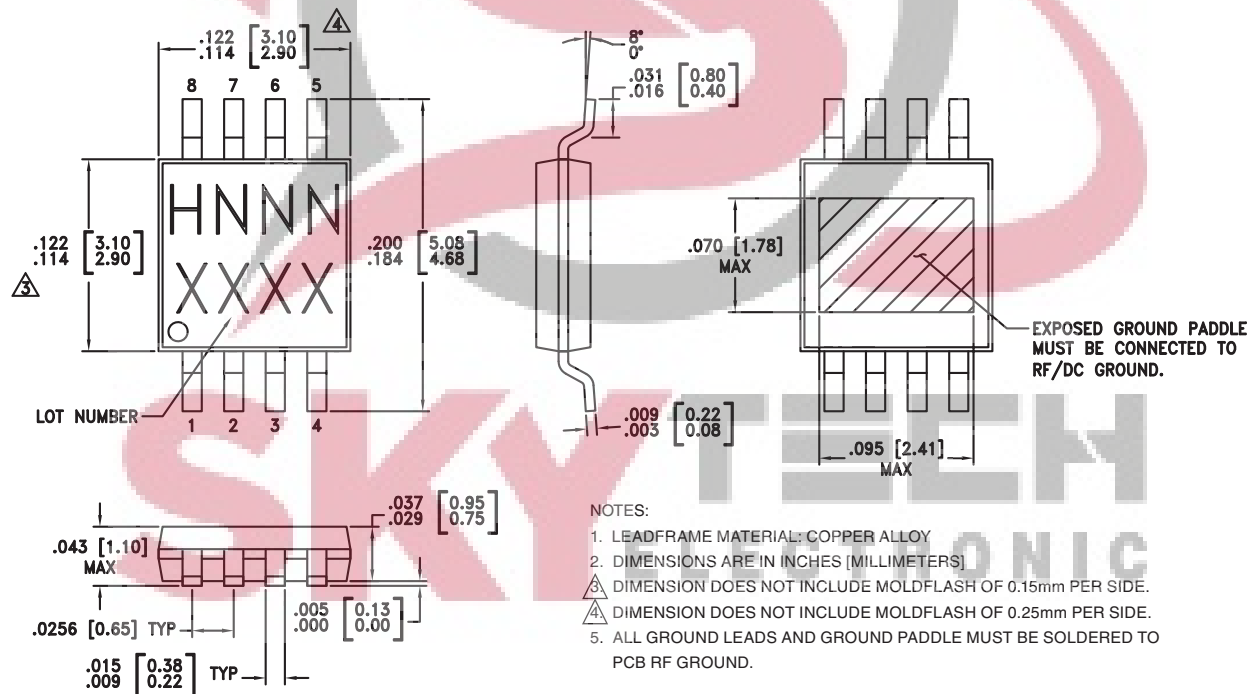 .122 [3.10]
.114 [2.90]
4
8 7 6 5
HNNN
XXXX
.122 [3.10]
.114 [2.90]
3
.200 [5.08]
.184 [4.68]
LOT NUMBER
1 2 3 4
8°
0°
.031 [0.80]
.016 [0.40]
.009 [0.22]
.003 [0.08]
.070 [1.78]
MAX
EXPOSED GROUND PADDLE
MUST BE CONNECTED TO
RF/DC GROUND.
.095 [2.41]
MAX
SKYTECH
ELECTRONIC
.037 [0.95]
.029 [0.75]
.043 [1.10]
MAX
.005 [0.13]
.000 [0.00]
.0256 [0.65] TYP
.015 [0.38] TYP
.009 [0.22]
NOTES:
1. LEADFRAME MATERIAL: COPPER ALLOY
2. DIMENSIONS ARE IN INCHES [MILLIMETERS]
3. DIMENSION DOES NOT INCLUDE MOLDFLASH OF 0.15mm PER SIDE.
4. DIMENSION DOES NOT INCLUDE MOLDFLASH OF 0.25mm PER SIDE.
5. ALL GROUND LEADS AND GROUND PADDLE MUST BE SOLDERED TO
PCB RF GROUND.